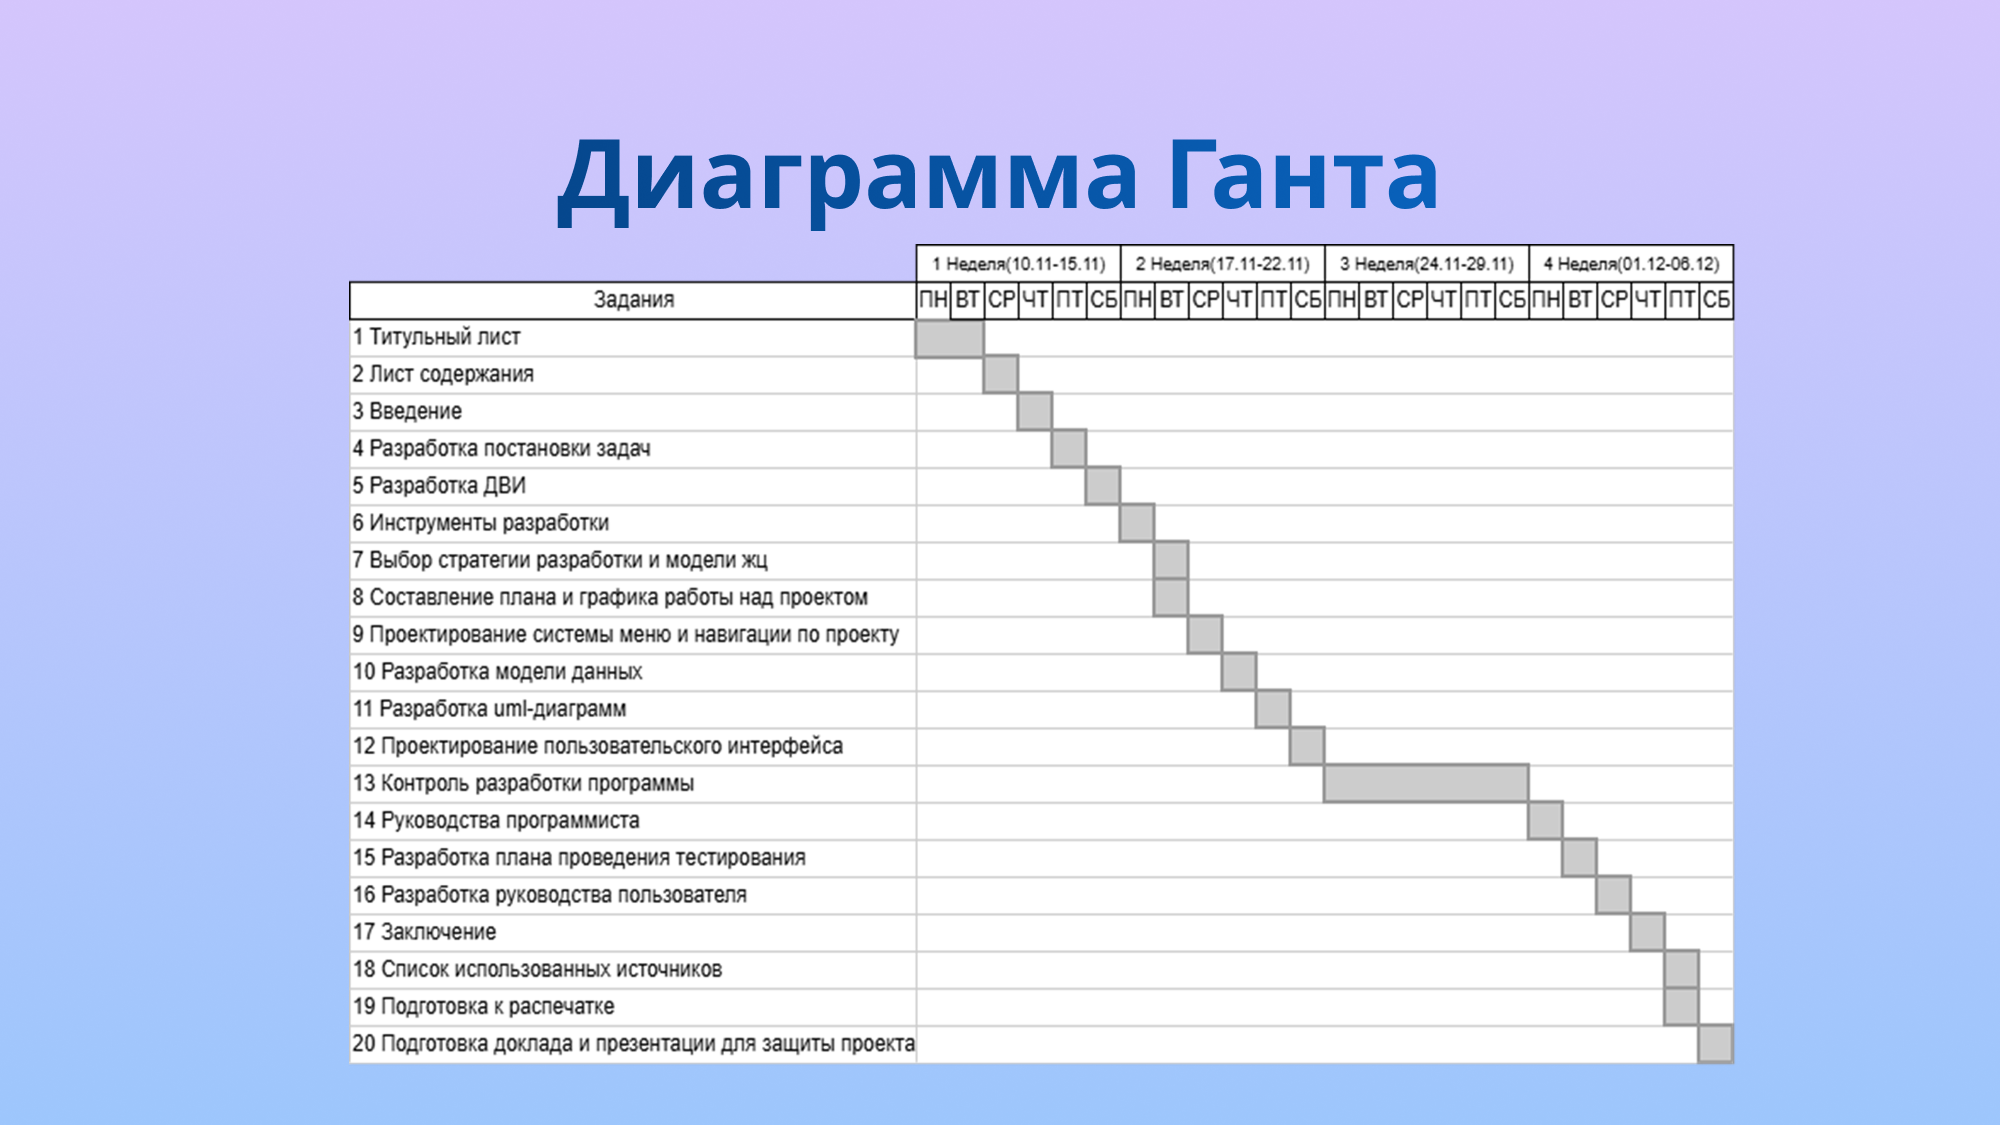 Диаграмма Ганта
1 Неделя(10.11-15.11) 2 Неделя(17.11-22.11) 3 Неделя(24.11-29.11) 4 Неделя(01.12-06.12)
Задания ПН ВТ СР ЧТ ПТ СБ ПН ВТ СР ЧТ ПТ СБ ПН ВТ СР ЧТ ПТ СБ ПН ВТ СР ЧТ ПТ СБ
1 Титульный лист
2 Лист содержания
3 Введение
4 Разработка постановки задач
5 Разработка ДВИ
6 Инструменты разработки
7 Выбор стратегии разработки и модели жц
8 Составление плана и графика работы над проектом
9 Проектирование системы меню и навигации по проекту
10 Разработка модели данных
11 Разработка uml-диаграмм
12 Проектирование пользовательского интерфейса
13 Контроль разработки программы
14 Руководства программиста
15 Разработка плана проведения тестирования
16 Разработка руководства пользователя
17 Заключение
18 Список использованных источников
19 Подготовка к распечатке
20 Подготовка доклада и презентации для защиты проекта